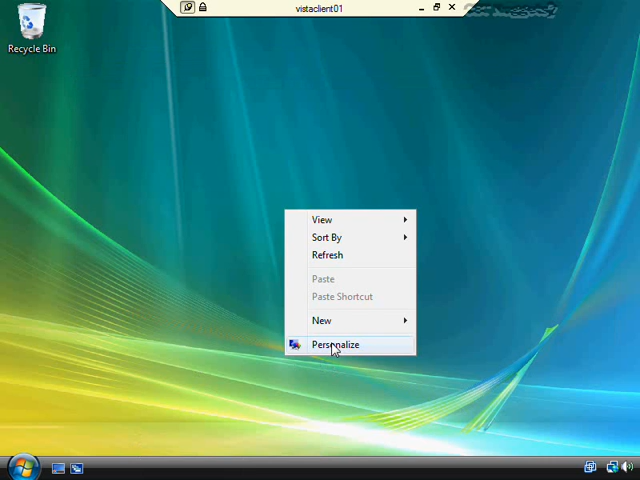 vistaclient01
Recycle Bin
View
Sort By
Refresh
Paste
Paste Shortcut
New
Personalize